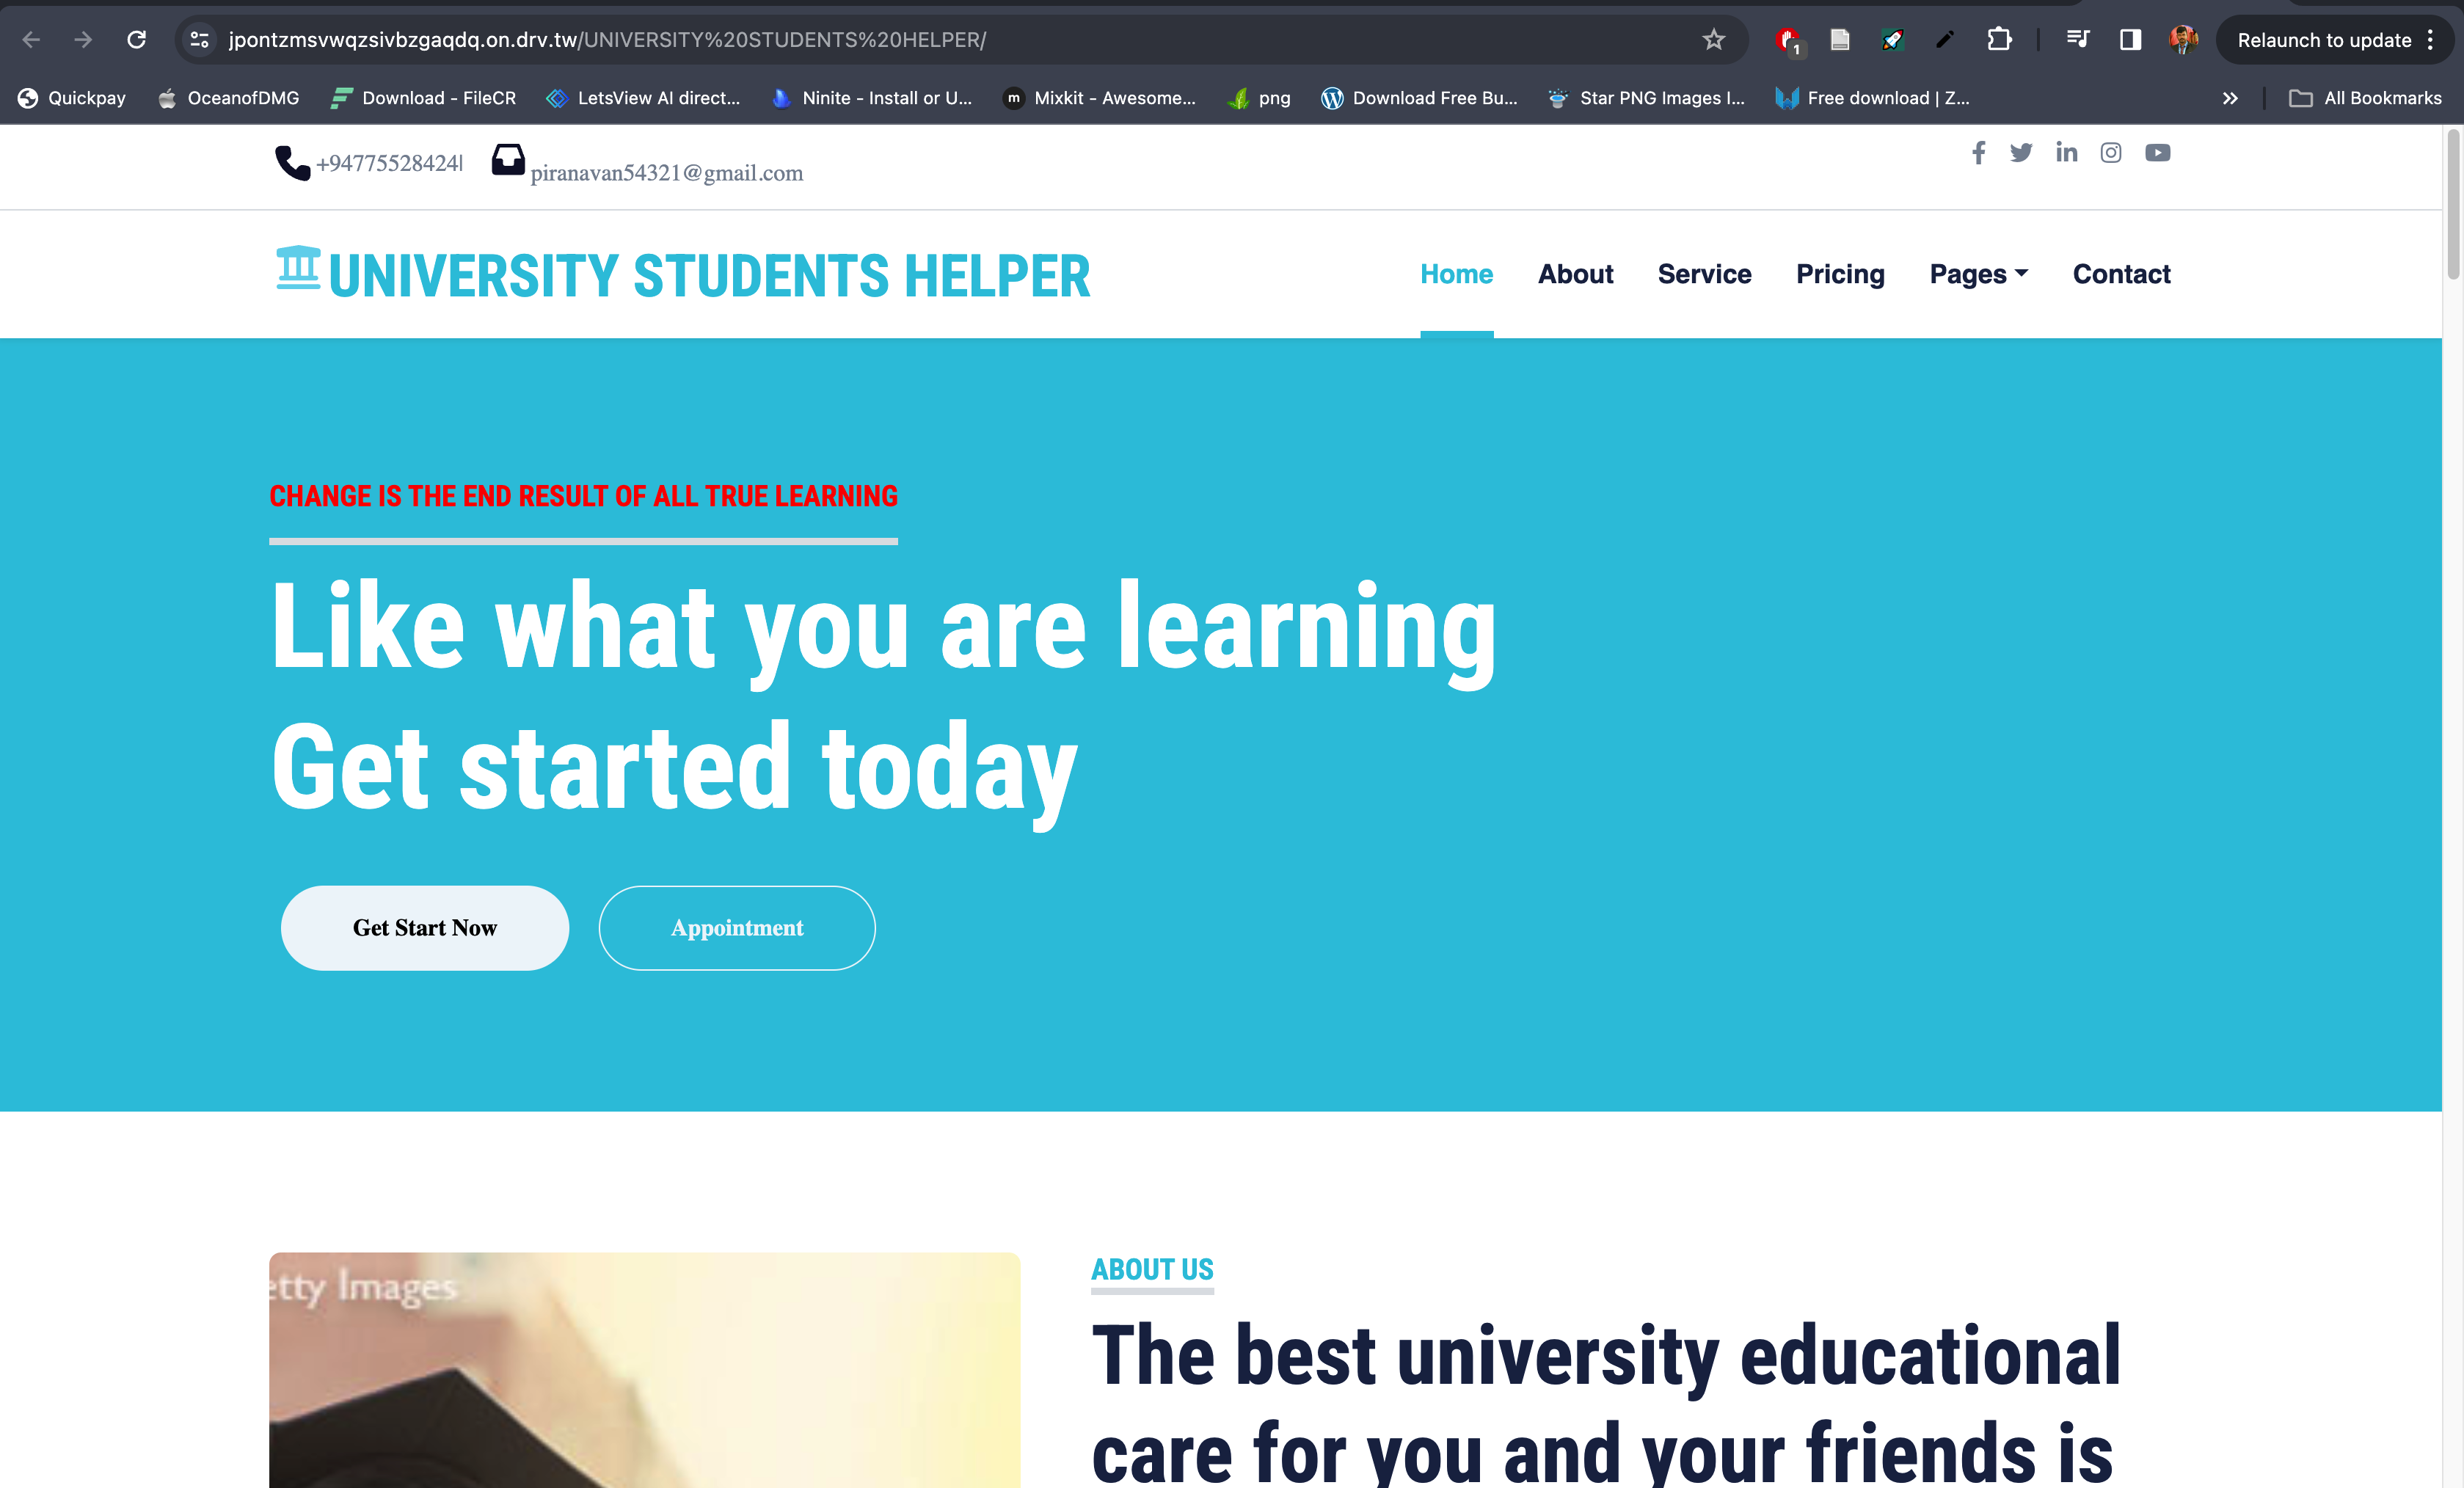 jpontzmsvwqzsivbzgaqdq.on.drv.tw/UNIVERSITY%20STUDENTS%20HELPER/
1
Relaunch to update
Quickpay OceanofDMG Download - FileCR LetsView AI direct... Ninite - Install or U... m Mixkit - Awesome... png Download Free Bu... Star PNG Images I... Free download | Z... All Bookmarks
+94775528424| piranavan54321@gmail.com
UNIVERSITY STUDENTS HELPER
Home About Service Pricing Pages Contact
CHANGE IS THE END RESULT OF ALL TRUE LEARNING
Like what you are learning
Get started today
Get Start Now Appointment
etty Images
ABOUT US
The best university educational
care for you and your friends is